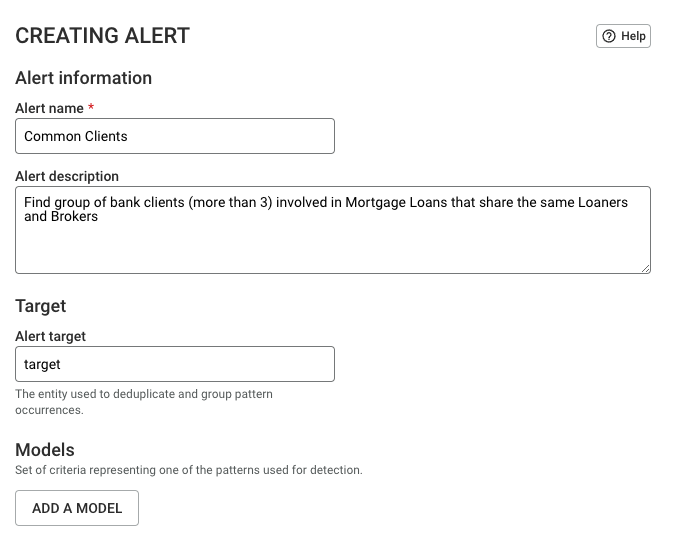 CREATING ALERT
Help
Alert information
Alert name *
Common Clients
Alert description
Find group of bank clients (more than 3) involved in Mortgage Loans that share the same Loaners
and Brokers
Target
Alert target
target
The entity used to deduplicate and group pattern
occurrences.
Models
Set of criteria representing one of the patterns used for detection.
ADD A MODEL